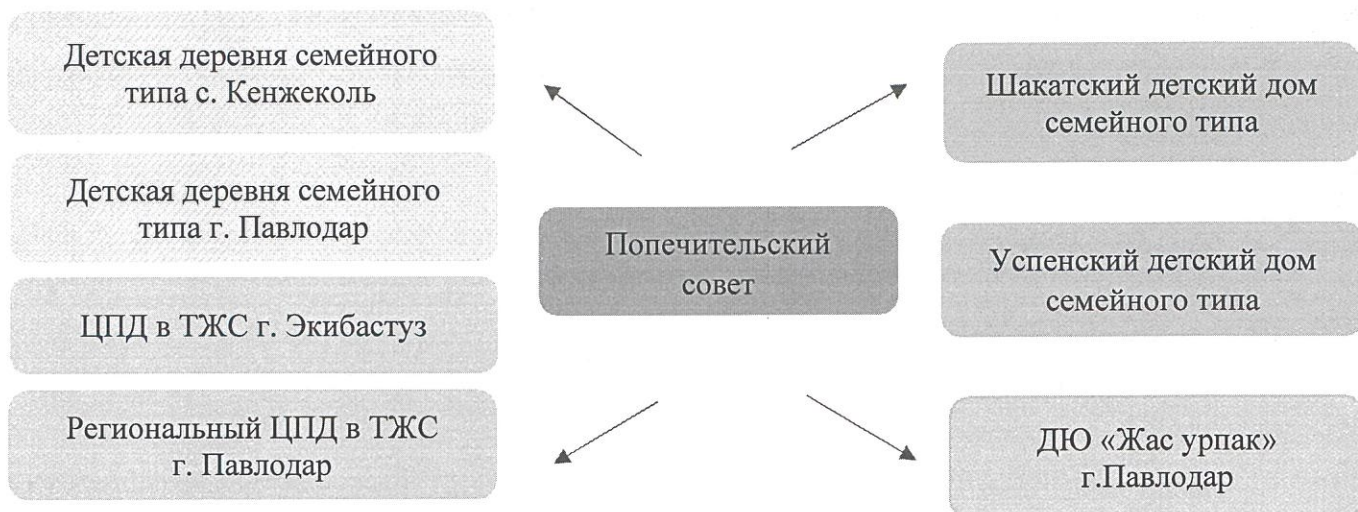 Детская деревня семейного
типа с. Кенжеколь
Детская деревня семейного
типа г. Павлодар
ЦПД в ТЖС г. Экибастуз
Региональный ЦПД в ТЖС
г. Павлодар
Попечительский
совет
Шакатский детский дом
семейного типа
Успенский детский дом
семейного типа
ДЮ «Жас урпак»
г.Павлодар